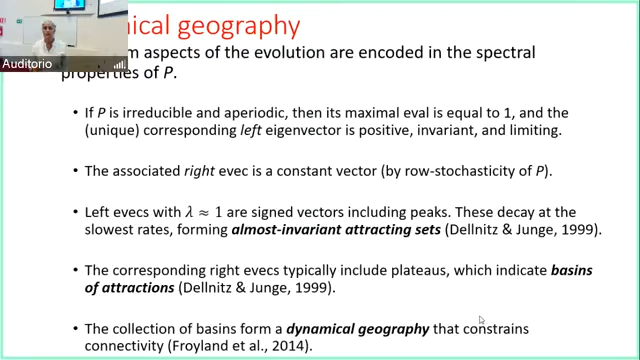 ical geography
m aspects of the evolution are encoded in the spectral
Auditorio
properties of P.
• If P is irreducible and aperiodic, then its maximal eval is equal to 1, and the
(unique) corresponding left eigenvector is positive, invariant, and limiting.
• The associated right evec is a constant vector (by row-stochasticity of P).
• Left evecs with λ ≈ 1 are signed vectors including peaks. These decay at the
slowest rates, forming almost-invariant attracting sets (Dellnitz & Junge, 1999).
• The corresponding right evecs typically include plateaus, which indicate basins
of attractions (Dellnitz & Junge, 1999).
• The collection of basins form a dynamical geography that constrains
connectivity (Froyland et al., 2014).